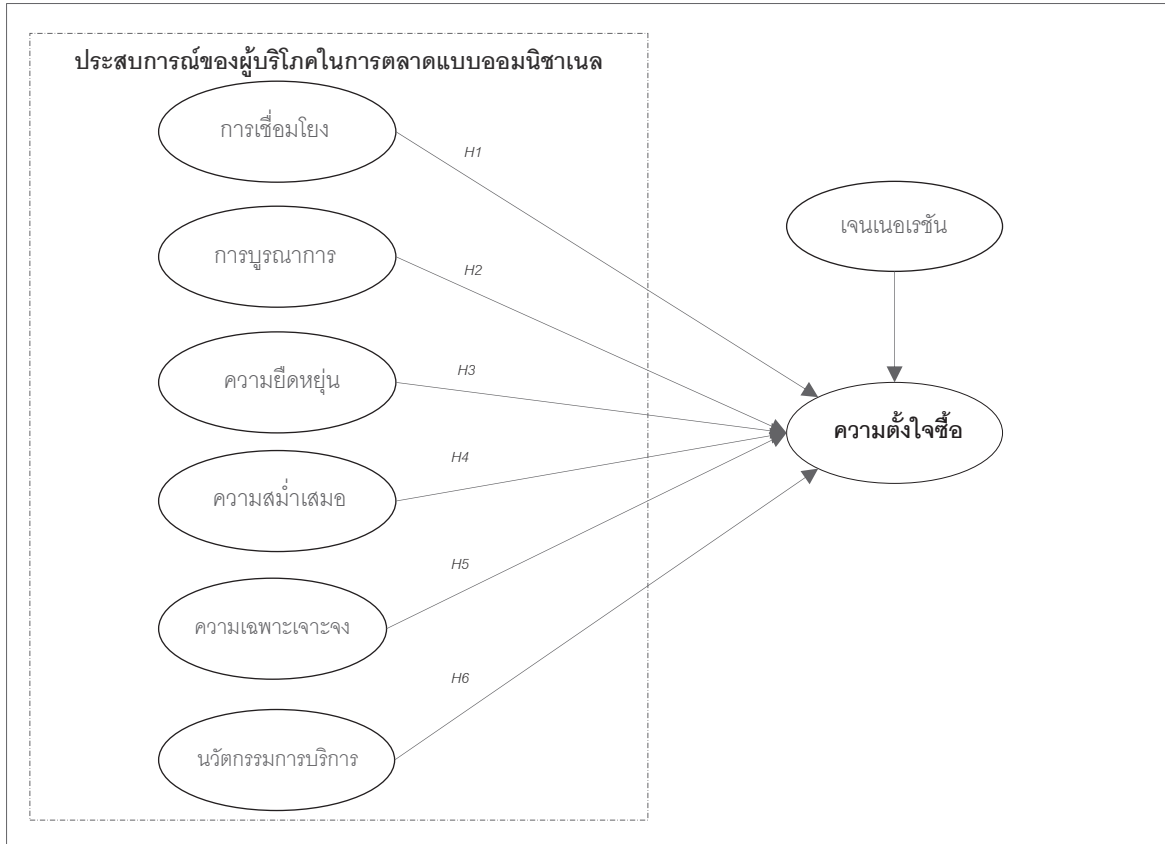 ประสบการณ์ของผู้บริโภคในการตลาดแบบออมนิชาเนล
การเชื่อมโยง
H1
เจนเนอเรชัน
การบูรณาการ
H2
ความยืดหยุ่น
H3
ความตั้งใจซื้อ
H4
ความสม่ำเสมอ
H5
ความเฉพาะเจาะจง
H6
นวัตกรรมการบริการ